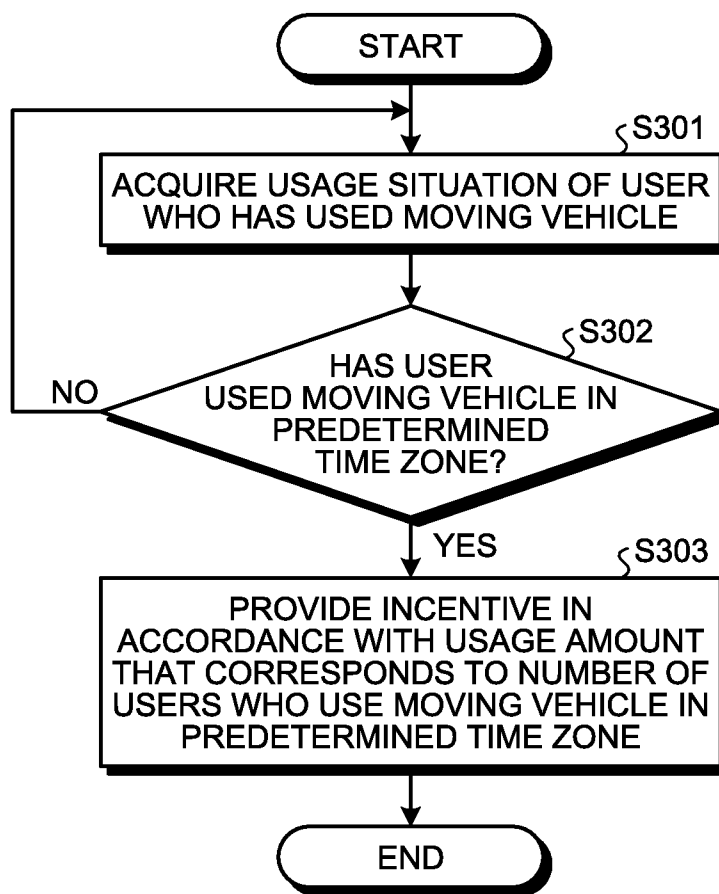 START
S301
ACQUIRE USAGE SITUATION OF USER
WHO HAS USED MOVING VEHICLE
S302
HAS USER
USED MOVING VEHICLE IN
PREDETERMINED
TIME ZONE?
NO
YES
S303
PROVIDE INCENTIVE IN
ACCORDANCE WITH USAGE AMOUNT
THAT CORRESPONDS TO NUMBER OF
USERS WHO USE MOVING VEHICLE IN
PREDETERMINED TIME ZONE
END